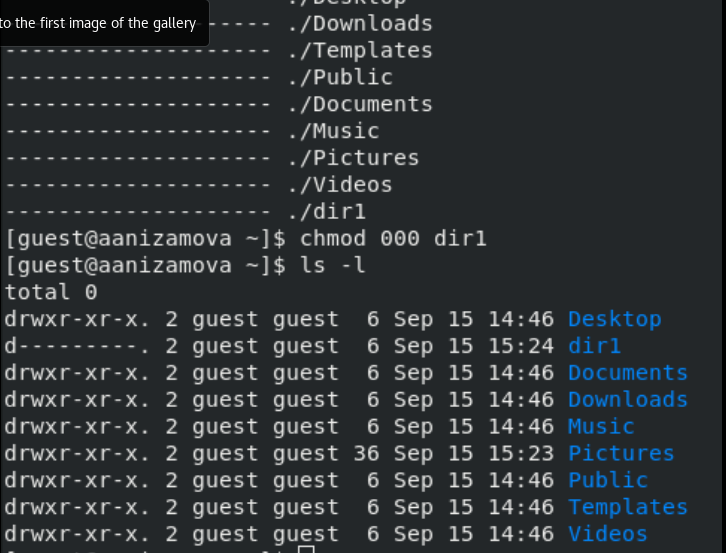 ./Desktop
to the first image of the gallery
------- ./Downloads
-------------------- ./Templates
-------------------- ./Public
-------------------- ./Documents
-------------------- ./Music
-------------------- ./Pictures
-------------------- ./Videos
-------------------- ./dir1
[guest@aanizamova ~]$ chmod 000 dir1
[guest@aanizamova ~]$ ls -l
total 0
drwxr-xr-x. 2 guest guest  6 Sep 15 14:46 Desktop
d---------. 2 guest guest  6 Sep 15 15:24 dir1
drwxr-xr-x. 2 guest guest  6 Sep 15 14:46 Documents
drwxr-xr-x. 2 guest guest  6 Sep 15 14:46 Downloads
drwxr-xr-x. 2 guest guest  6 Sep 15 14:46 Music
drwxr-xr-x. 2 guest guest 36 Sep 15 15:23 Pictures
drwxr-xr-x. 2 guest guest  6 Sep 15 14:46 Public
drwxr-xr-x. 2 guest guest  6 Sep 15 14:46 Templates
drwxr-xr-x. 2 guest guest  6 Sep 15 14:46 Videos